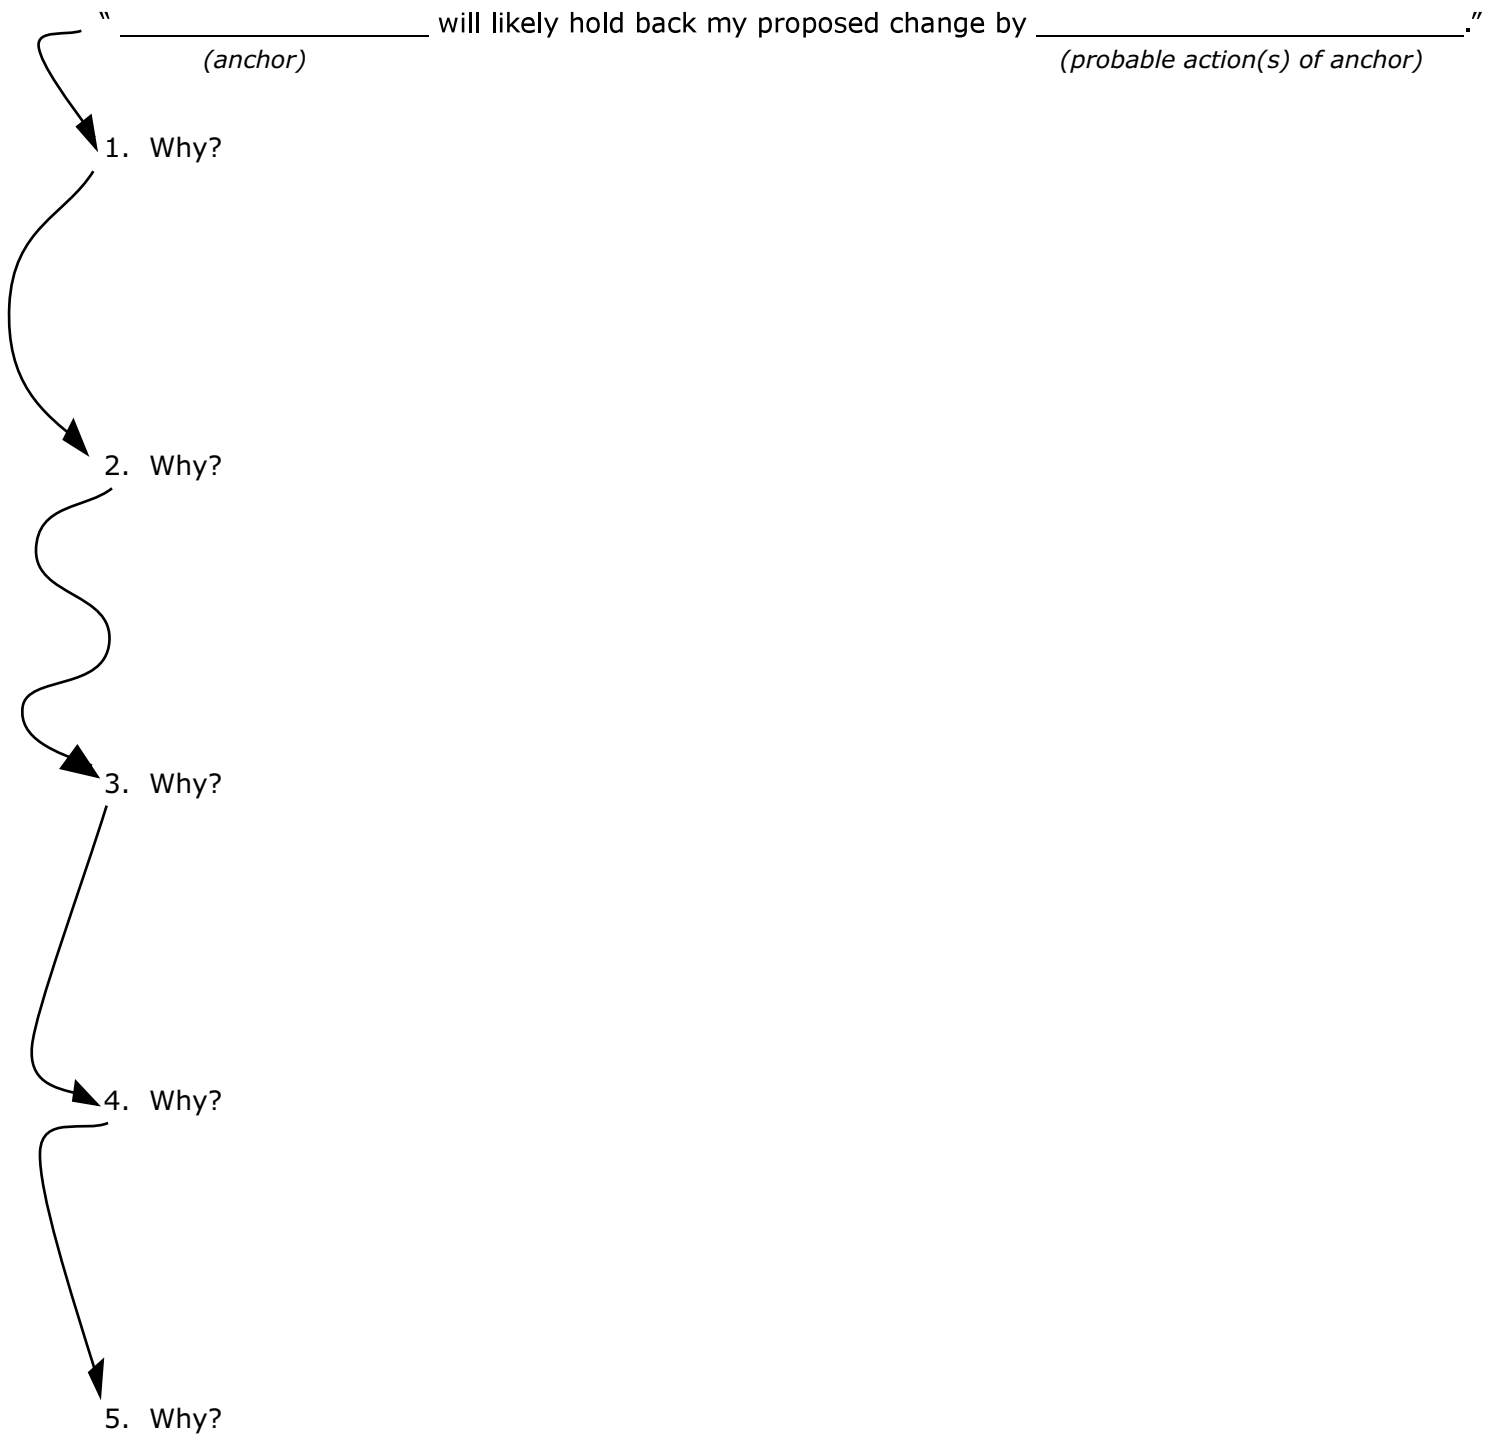 “ ____________________ will likely hold back my proposed change by ____________________________.”
(anchor) (probable action(s) of anchor)
1. Why?
2. Why?
3. Why?
4. Why?
5. Why?